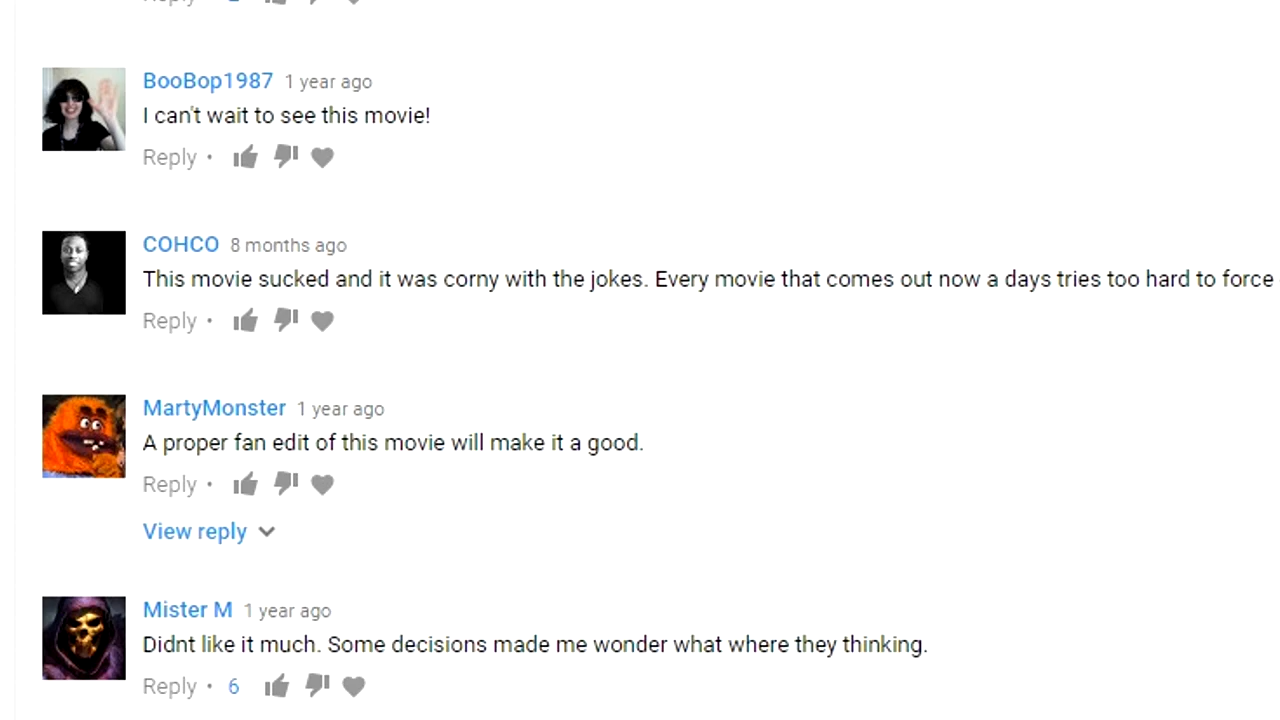 BooBop1987 1 year ago
I can't wait to see this movie!
Reply •
COHCO 8 months ago
This movie sucked and it was corny with the jokes. Every movie that comes out now a days tries too hard to force
Reply •
MartyMonster 1 year ago
A proper fan edit of this movie will make it a good.
Reply •
View reply
Mister M 1 year ago
Didnt like it much. Some decisions made me wonder what where they thinking.
Reply • 6